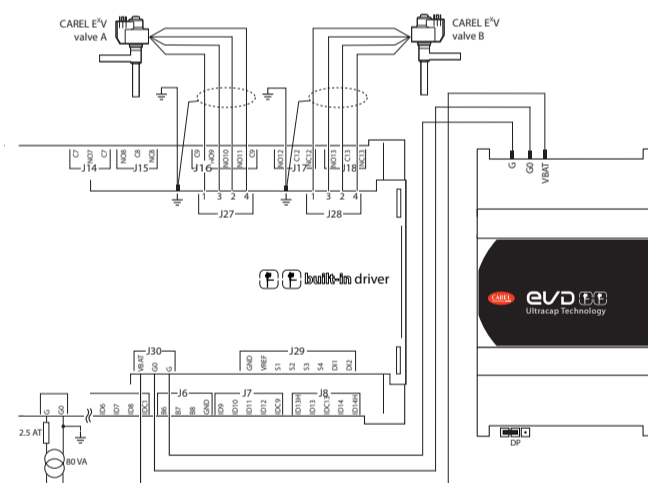 CAREL EˣV
valve A
CAREL EˣV
valve B
C7
NO7
C7
J14
NO8
C8
NC8
J15
C9
NO9
NO10
NO11
C9
J16
NO12
C12
NC12
J17
NO13
C13
NC13
J18
1 3 2 4
J27
1 3 2 4
J28
G
G0
VBAT
built-in driver
CAREL
EVD
Ultracap Technology
DP
J30
VBAT
G0
G
J29
GND
VREF
S1
S2
S3
S4
DI1
DI2
G
G0
2.5 AT
80 VA
ID6
ID7
ID8
IDC1
J6
B6
B7
B8
GND
J7
ID9
ID10
ID11
ID12
IDC9
J8
ID13H
ID13
IDC13
ID14
ID14H